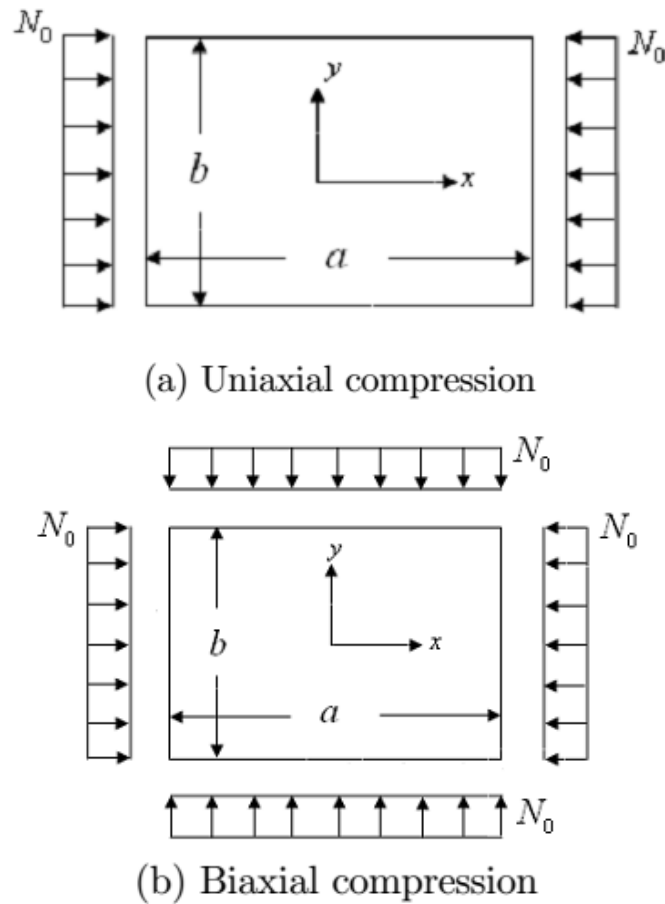 N₀ N₀
y
x
b
a
(a) Uniaxial compression
N₀
N₀ N₀
y
x
b
a
N₀
(b) Biaxial compression